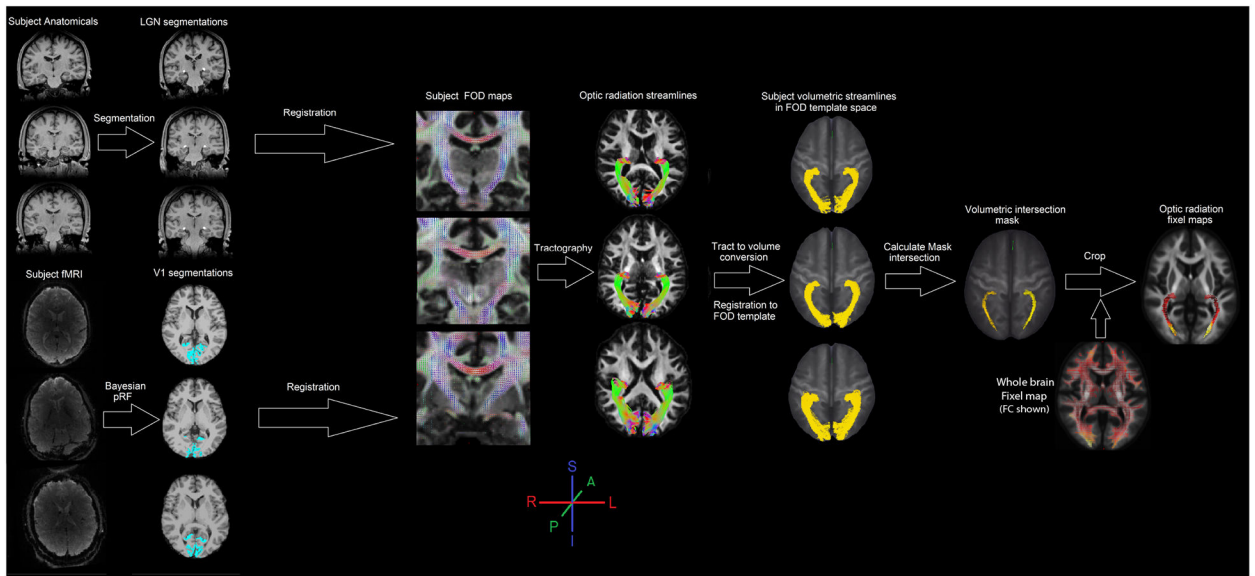 Subject Anatomicals
LGN segmentations
Segmentation
Registration
Subject fMRI
V1 segmentations
Bayesian
pRF
Registration
Subject FOD maps
Tractography
Optic radiation streamlines
Tract to volume
conversion
Registration to
FOD template
Subject volumetric streamlines
in FOD template space
Calculate Mask
intersection
Volumetric intersection
mask
Crop
Optic radiation
fixel maps
Whole brain
Fixel map
(FC shown)
S
A
R
L
P
I